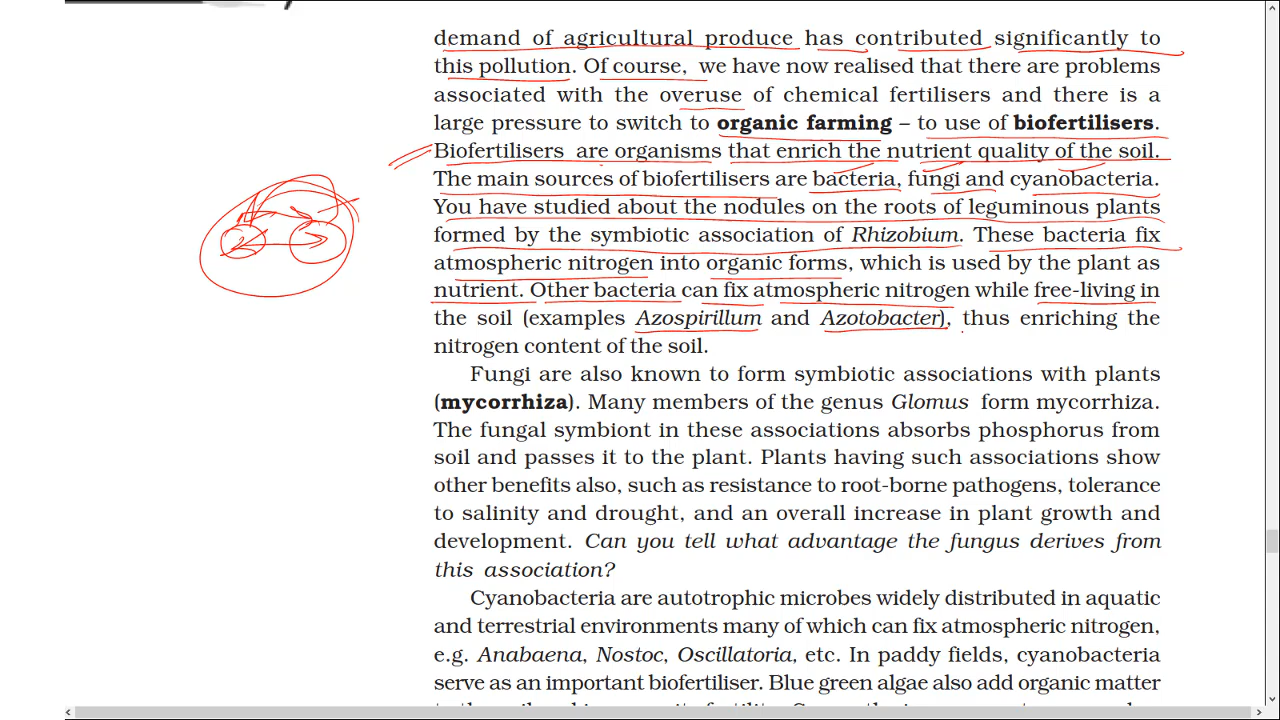 demand of agricultural produce has contributed significantly to
this pollution. Of course, we have now realised that there are problems
associated with the overuse of chemical fertilisers and there is a
large pressure to switch to organic farming – to use of biofertilisers.
Biofertilisers are organisms that enrich the nutrient quality of the soil.
The main sources of biofertilisers are bacteria, fungi and cyanobacteria.
You have studied about the nodules on the roots of leguminous plants
formed by the symbiotic association of Rhizobium. These bacteria fix
atmospheric nitrogen into organic forms, which is used by the plant as
nutrient. Other bacteria can fix atmospheric nitrogen while free-living in
the soil (examples Azospirillum and Azotobacter), thus enriching the
nitrogen content of the soil.
Fungi are also known to form symbiotic associations with plants
(mycorrhiza). Many members of the genus Glomus form mycorrhiza.
The fungal symbiont in these associations absorbs phosphorus from
soil and passes it to the plant. Plants having such associations show
other benefits also, such as resistance to root-borne pathogens, tolerance
to salinity and drought, and an overall increase in plant growth and
development. Can you tell what advantage the fungus derives from
this association?
Cyanobacteria are autotrophic microbes widely distributed in aquatic
and terrestrial environments many of which can fix atmospheric nitrogen,
e.g. Anabaena, Nostoc, Oscillatoria, etc. In paddy fields, cyanobacteria
serve as an important biofertiliser. Blue green algae also add organic matter